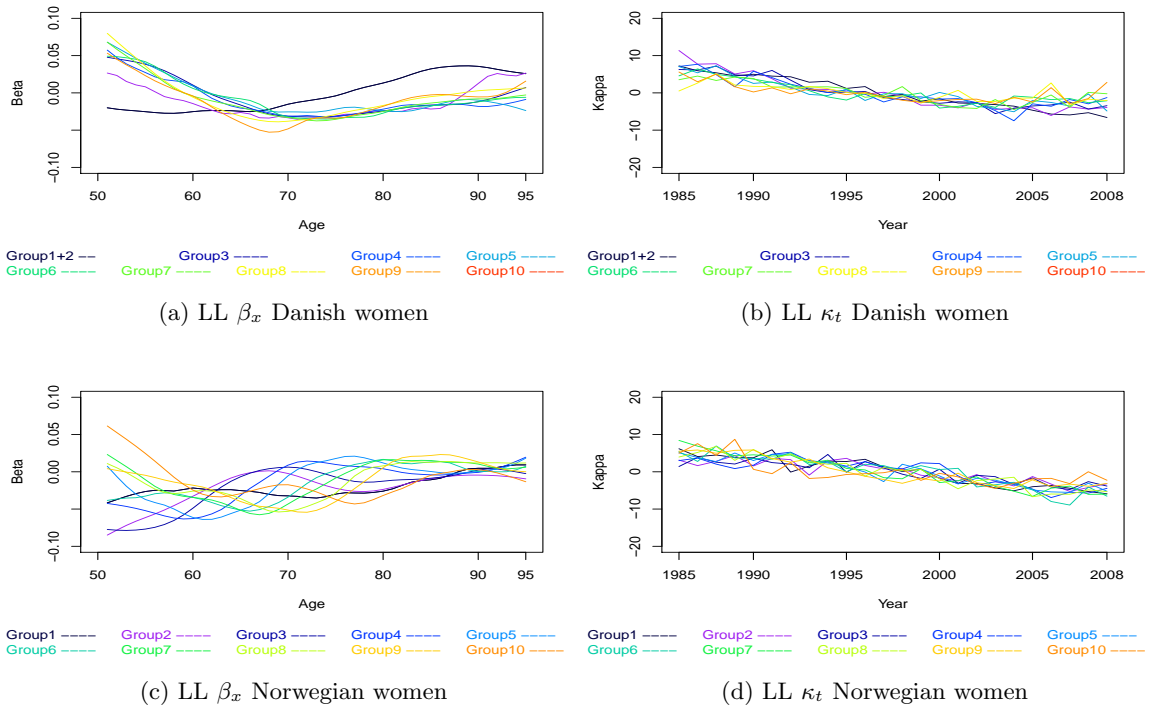 0.10
0.05
0.00
−0.10
Beta
50 60 70 80 90 95
Age
20
10
0
−10
−20
Kappa
1985 1990 1995 2000 2005 2008
Year
Group1+2 –– Group3 –––– Group4 –––– Group5 ––––
Group6 –––– Group7 –––– Group8 –––– Group9 –––– Group10 ––––
Group1+2 –– Group3 –––– Group4 –––– Group5 ––––
Group6 –––– Group7 –––– Group8 –––– Group9 –––– Group10 ––––
(a) LL βx Danish women
(b) LL κt Danish women
0.10
0.05
0.00
−0.10
Beta
50 60 70 80 90 95
Age
20
10
0
−10
−20
Kappa
1985 1990 1995 2000 2005 2008
Year
Group1 –––– Group2 –––– Group3 –––– Group4 –––– Group5 ––––
Group6 –––– Group7 –––– Group8 –––– Group9 –––– Group10 ––––
Group1 –––– Group2 –––– Group3 –––– Group4 –––– Group5 ––––
Group6 –––– Group7 –––– Group8 –––– Group9 –––– Group10 ––––
(c) LL βx Norwegian women
(d) LL κt Norwegian women